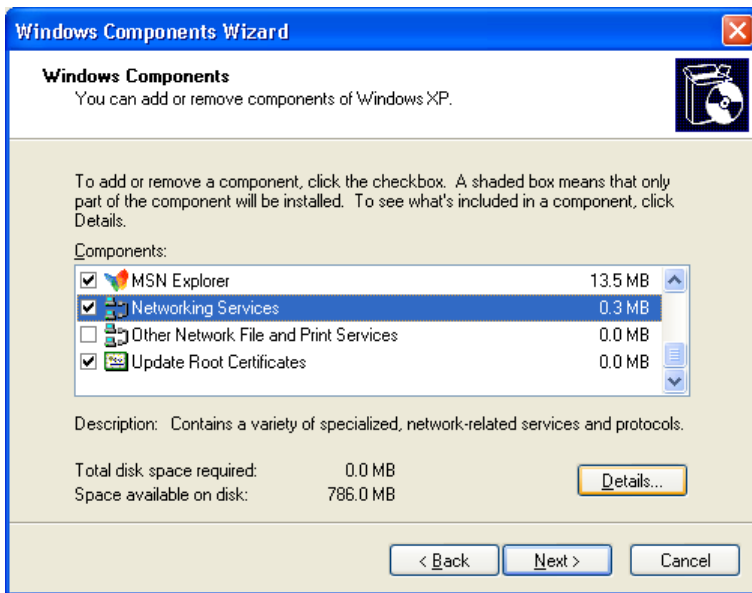 Windows Components Wizard
Windows Components
You can add or remove components of Windows XP.
To add or remove a component, click the checkbox. A shaded box means that only
part of the component will be installed. To see what's included in a component, click
Details.
Components:
MSN Explorer 13.5 MB
Networking Services 0.3 MB
Other Network File and Print Services 0.0 MB
Update Root Certificates 0.0 MB
Description: Contains a variety of specialized, network-related services and protocols.
Total disk space required: 0.0 MB
Space available on disk: 786.0 MB
Details...
< Back Next > Cancel